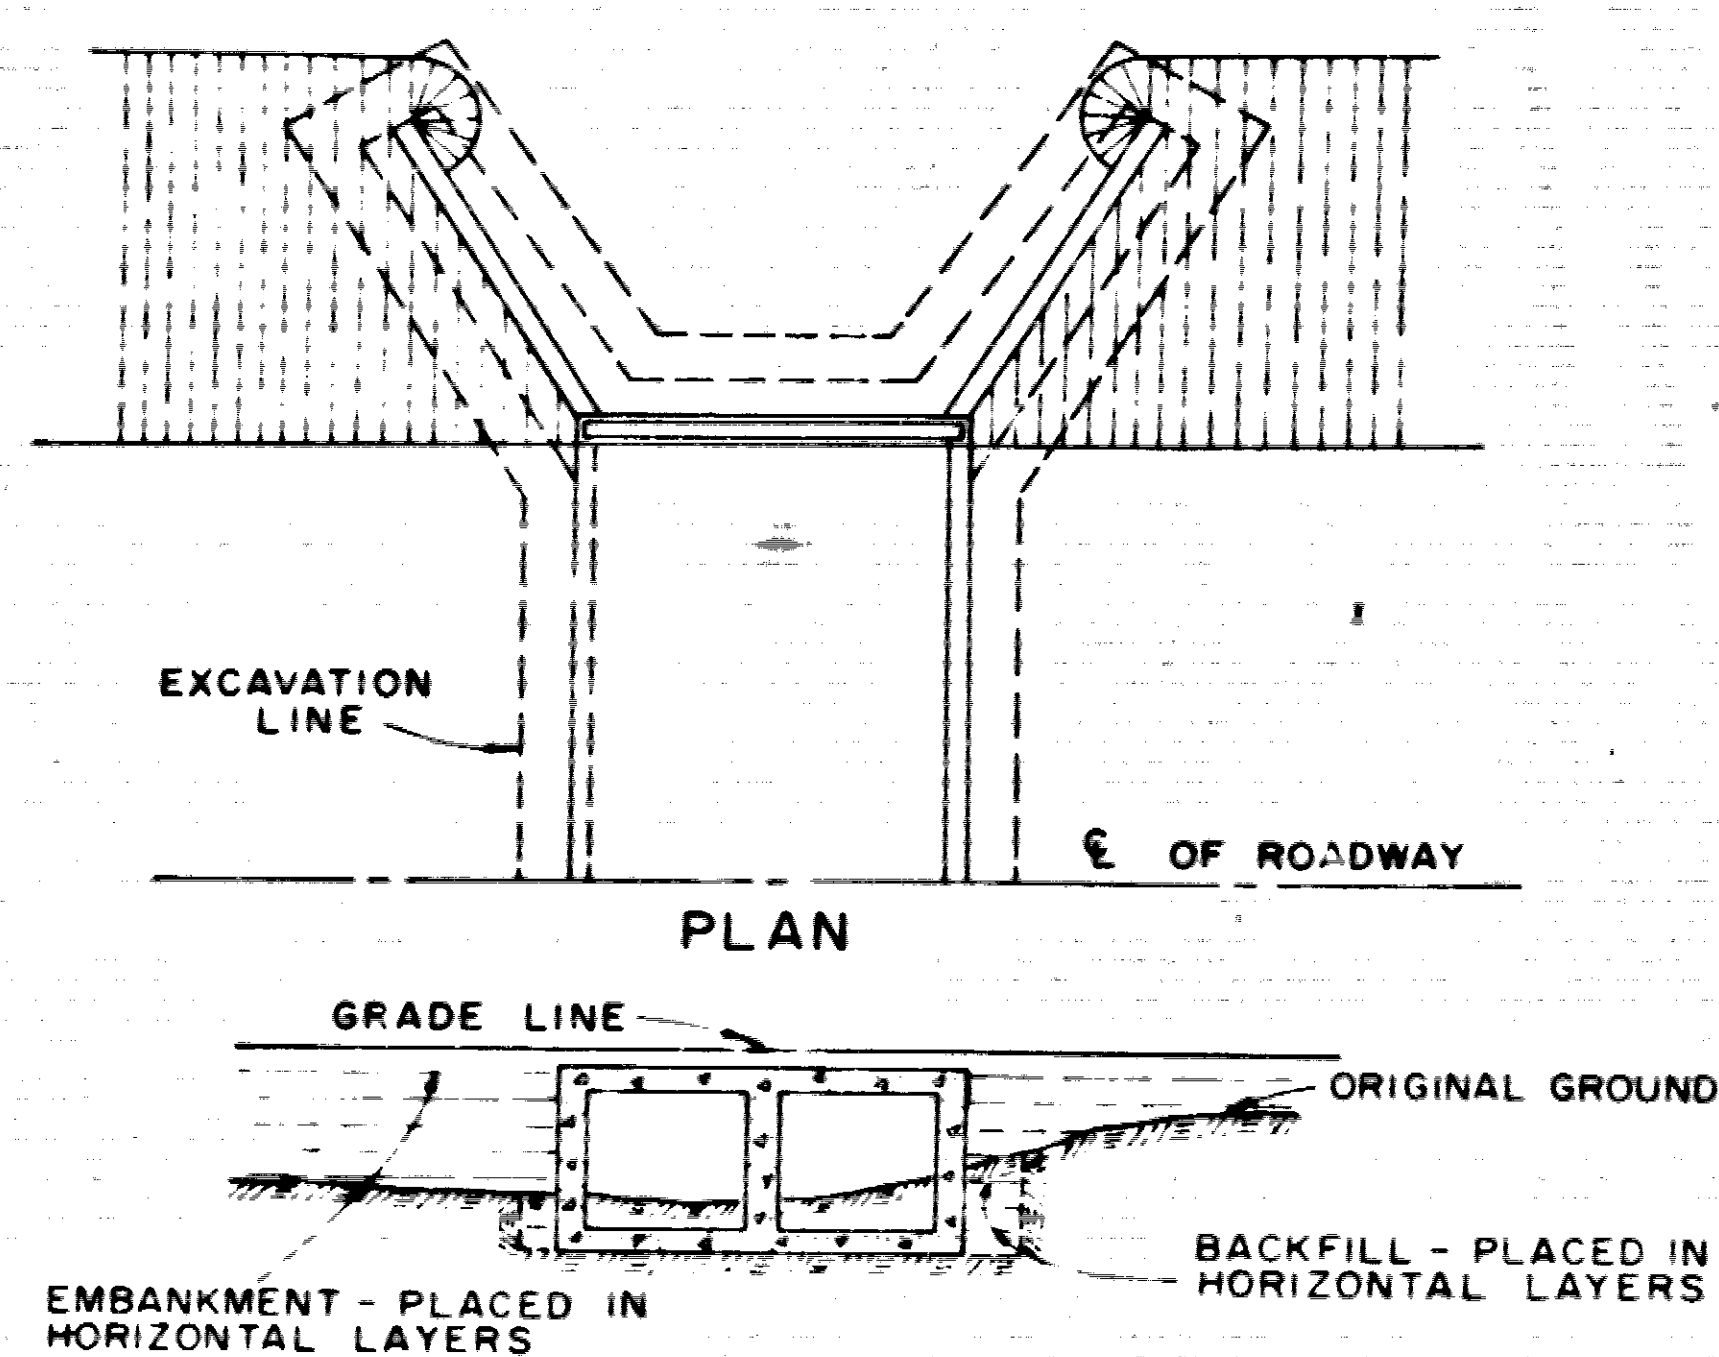 EXCAVATION
LINE
℄ OF ROADWAY
PLAN
GRADE LINE
ORIGINAL GROUND
BACKFILL - PLACED IN
HORIZONTAL LAYERS
EMBANKMENT - PLACED IN
HORIZONTAL LAYERS